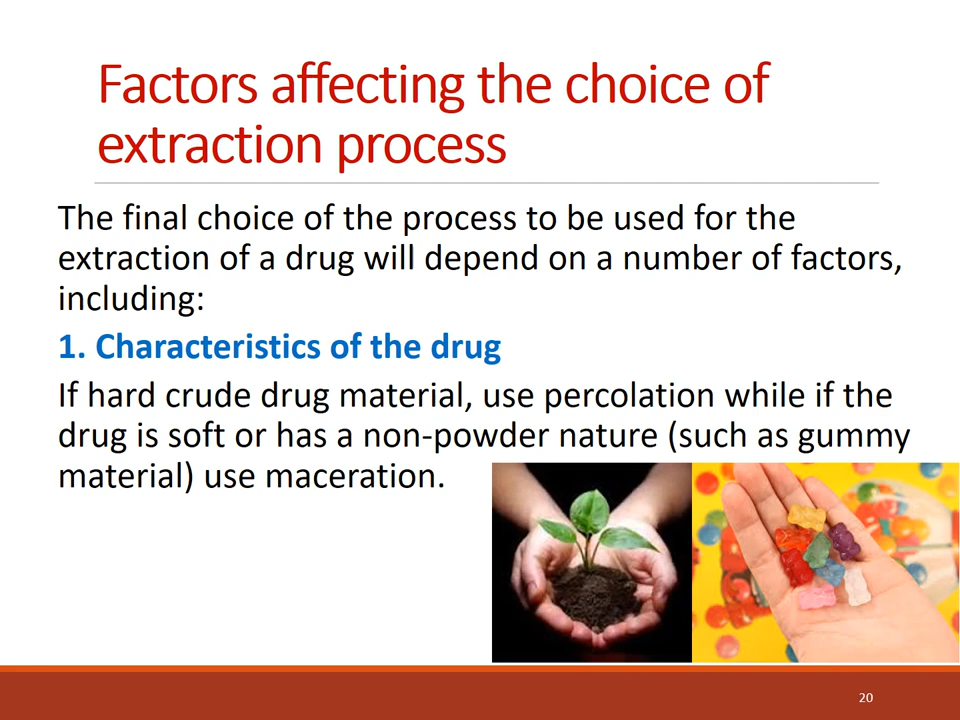 Factors affecting the choice of
extraction process
The final choice of the process to be used for the
extraction of a drug will depend on a number of factors,
including:
1. Characteristics of the drug
If hard crude drug material, use percolation while if the
drug is soft or has a non-powder nature (such as gummy
material) use maceration.
20